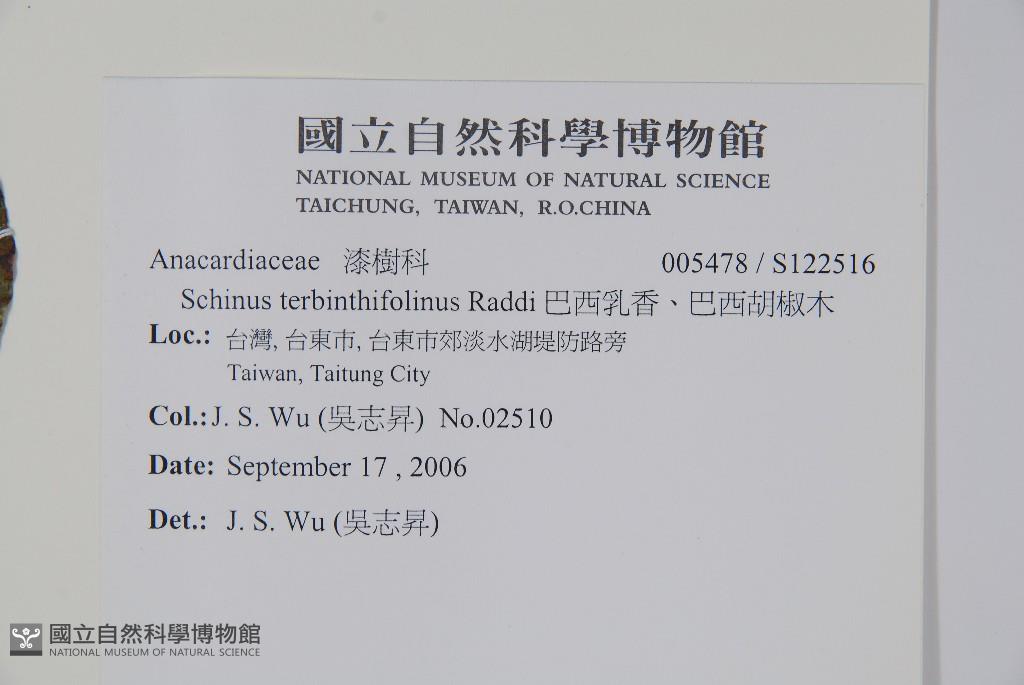 國立自然科學博物館
NATIONAL MUSEUM OF NATURAL SCIENCE
TAICHUNG, TAIWAN, R.O.CHINA
Anacardiaceae 漆樹科 005478 / S122516
Schinus terbinthifolinus Raddi 巴西乳香、巴西胡椒木
Loc.: 台灣, 台東市, 台東市郊淡水湖堤防路旁
Taiwan, Taitung City
Col.: J. S. Wu (吳志昇) No.02510
Date: September 17 , 2006
Det.: J. S. Wu (吳志昇)
國立自然科學博物館
NATIONAL MUSEUM OF NATURAL SCIENCE